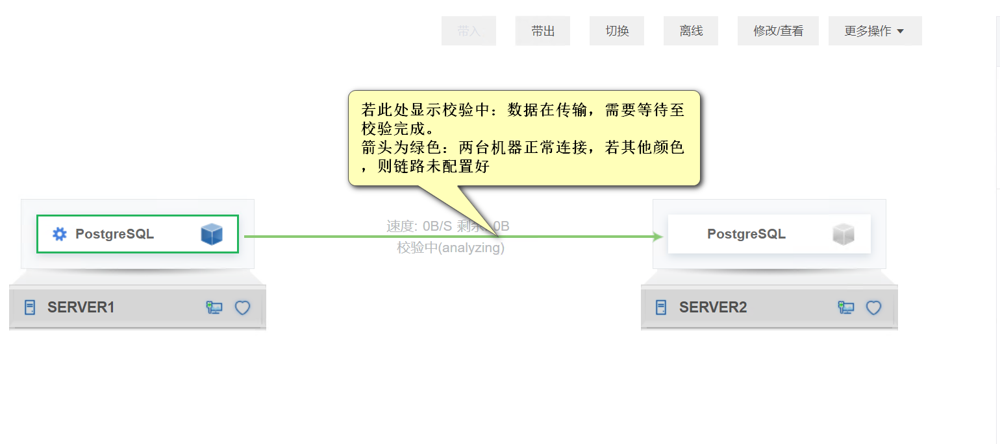 带入 带出 切换 离线 修改/查看 更多操作
若此处显示校验中：数据在传输，需要等待至
校验完成。
箭头为绿色：两台机器正常连接，若其他颜色
，则链路未配置好
速度: 0B/S 剩 0B
校验中(analyzing)
PostgreSQL
PostgreSQL
SERVER1
SERVER2